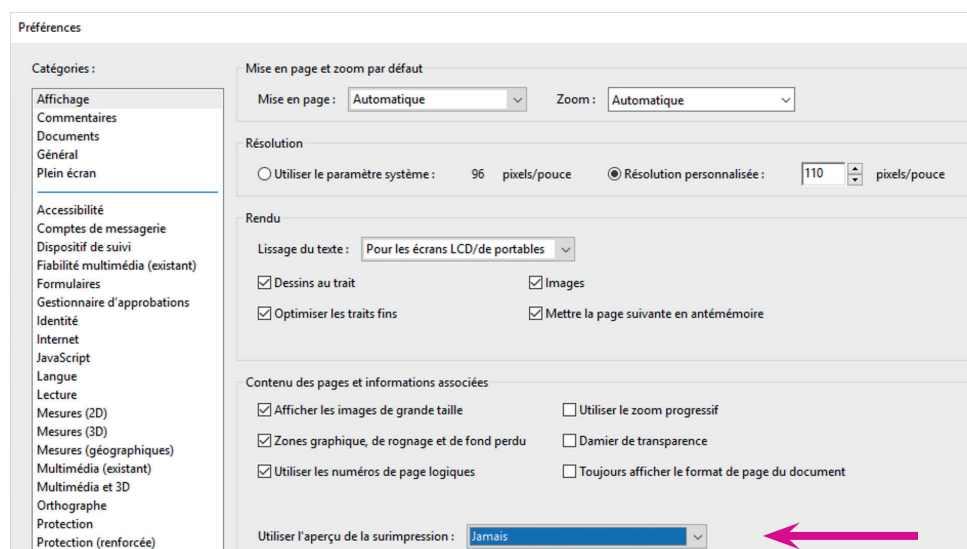 Préférences
Catégories :
Affichage
Commentaires
Documents
Général
Plein écran
Accessibilité
Comptes de messagerie
Dispositif de suivi
Fiabilité multimédia (existant)
Formulaires
Gestionnaire d'approbations
Identité
Internet
JavaScript
Langue
Lecture
Mesures (2D)
Mesures (3D)
Mesures (géographiques)
Multimédia (existant)
Multimédia et 3D
Orthographe
Protection
Protection (renforcée)
Mise en page et zoom par défaut
Mise en page : Automatique Zoom : Automatique
Résolution
Utiliser le paramètre système : 96 pixels/pouce Résolution personnalisée : 110 pixels/pouce
Rendu
Lissage du texte : Pour les écrans LCD/de portables
Dessins au trait Images
Optimiser les traits fins Mettre la page suivante en antémémoire
Contenu des pages et informations associées
Afficher les images de grande taille Utiliser le zoom progressif
Zones graphique, de rognage et de fond perdu Damier de transparence
Utiliser les numéros de page logiques Toujours afficher le format de page du document
Utiliser l'aperçu de la surimpression : Jamais